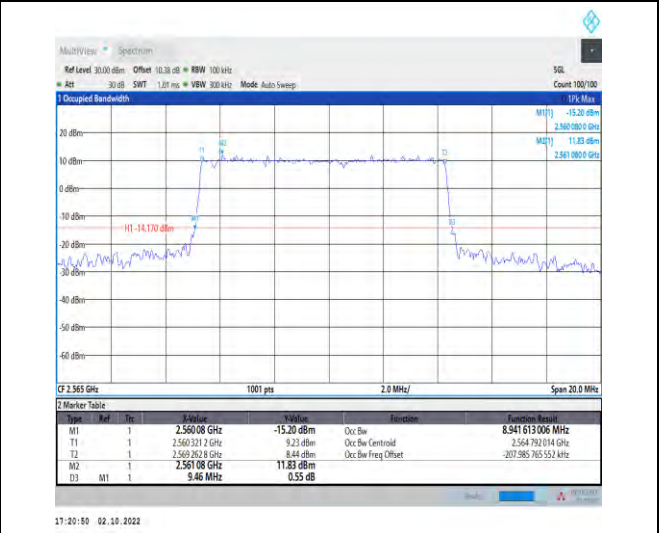 MultiView Spectrum
Ref Level 30.00 dBm Offset 10.38 dB RBW 100 kHz SGL
Att 30 dB SWT 1.01 ms VBW 300 kHz Mode Auto Sweep Count 100/100
1 Occupied Bandwidth 1Pk Max
M1[1] -15.20 dBm
2.560 080 0 GHz
20 dBm
M2[1] 11.83 dBm
2.561 080 0 GHz
T1 M2 T2
10 dBm
0 dBm
-10 dBm
M1 D3
H1 -14.170 dBm
-20 dBm
-30 dBm
-40 dBm
-50 dBm
-60 dBm
CF 2.565 GHz 1001 pts 2.0 MHz/ Span 20.0 MHz
2 Marker Table
Type Ref Trc X-Value Y-Value Function Function Result
M1 1 2.560 08 GHz -15.20 dBm Occ Bw 8.941 613 006 MHz
T1 1 2.560 321 2 GHz 9.23 dBm Occ Bw Centroid 2.564 792 014 GHz
T2 1 2.569 262 8 GHz 8.44 dBm Occ Bw Freq Offset -207.985 765 552 kHz
M2 1 2.561 08 GHz 11.83 dBm
D3 M1 1 9.46 MHz 0.55 dB
17:20:50 02.10.2022